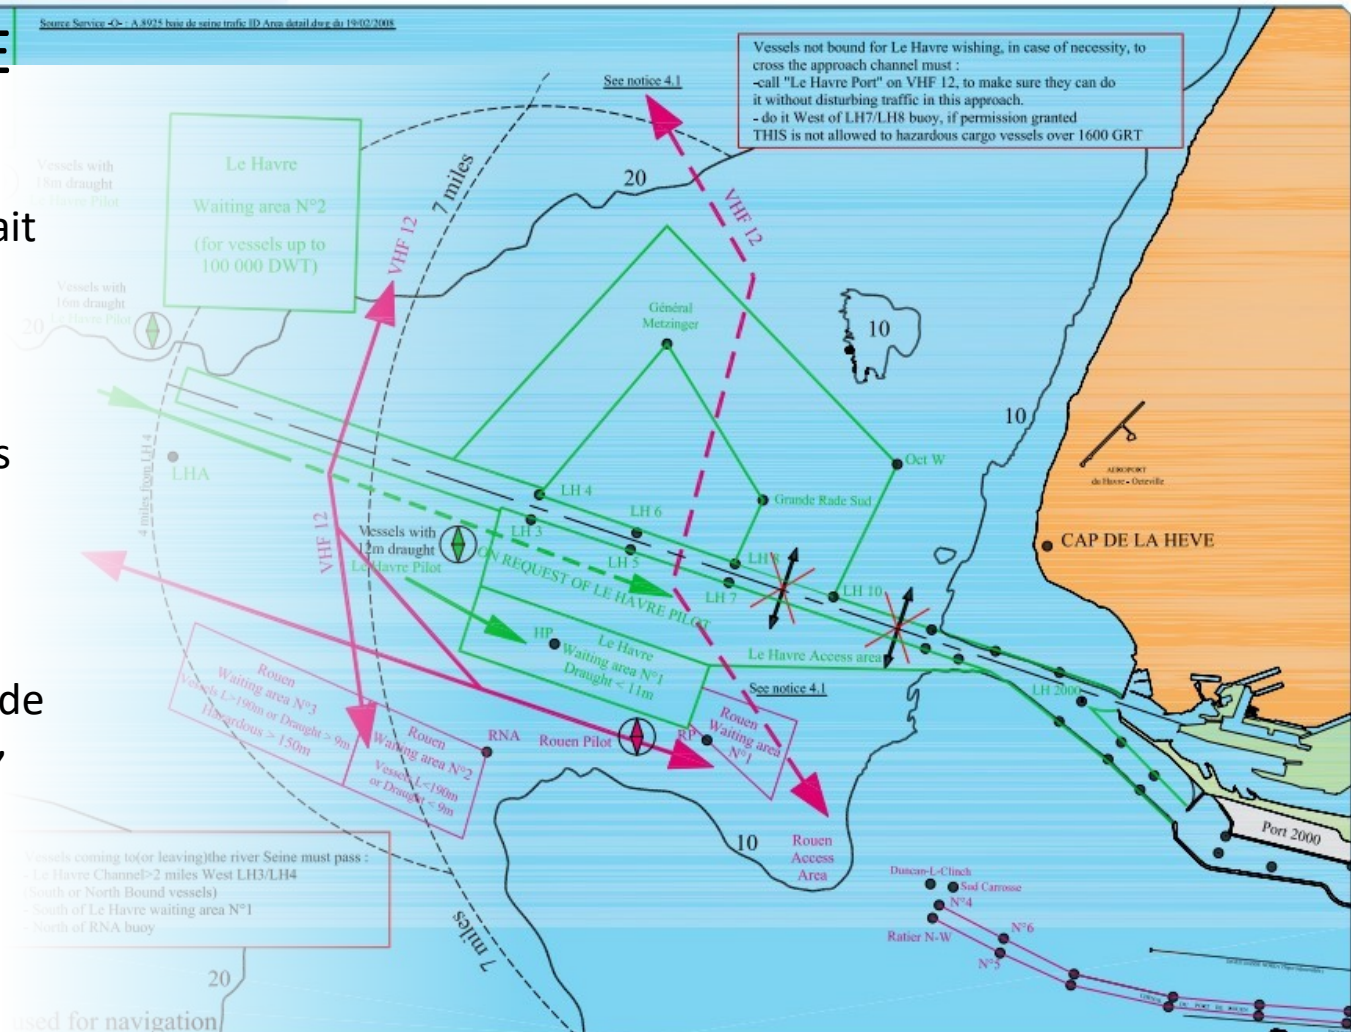 Source Service -O- : A.8925 baie de seine trafic ID Area detail.dwg du 19/02/2008
E
See notice 4.1
Vessels not bound for Le Havre wishing, in case of necessity, to
cross the approach channel must :
-call "Le Havre Port" on VHF 12, to make sure they can do
it without disturbing traffic in this approach.
- do it West of LH7/LH8 buoy, if permission granted
THIS is not allowed to hazardous cargo vessels over 1600 GRT
Vessels with
18m draught
Le Havre Pilot
Le Havre
Waiting area N°2
(for vessels up to
100 000 DWT)
7 miles
20
VHF 12
VHF 12
ait
Vessels with
16m draught
Le Havre Pilot
20
Général
Metzinger
10
10
s
LHA
4 miles from LH 4
AEROPORT
du Havre - Octeville
Oct W
LH 4
Grande Rade Sud
LH 6
LH 3
VHF 12
Vessels with
12m draught
Le Havre Pilot
ON REQUEST OF LE HAVRE PILOT
LH 5
LH 8
LH 7
LH 10
CAP DE LA HEVE
HP
Le Havre
Waiting area N°1
Draught < 11m
Le Havre Access area
See notice 4.1
LH 2000
de
,
Rouen
Waiting area N°3
Vessels L>190m or Draught > 9m
Hazardous > 150m
Rouen
Waiting area N°2
Vessels L<190m
or Draught < 9m
RNA
Rouen Pilot
RP
Rouen
Waiting area
N°1
10
Rouen
Access
Area
Port 2000
Vessels coming to(or leaving)the river Seine must pass :
- Le Havre Channel>2 miles West LH3/LH4
(South or North Bound vessels)
- South of Le Havre waiting area N°1
- North of RNA buoy
7 miles
Duncan-L-Clinch
Sud Carrosse
N°4
Ratier N-W
N°6
N°5
20
used for navigation